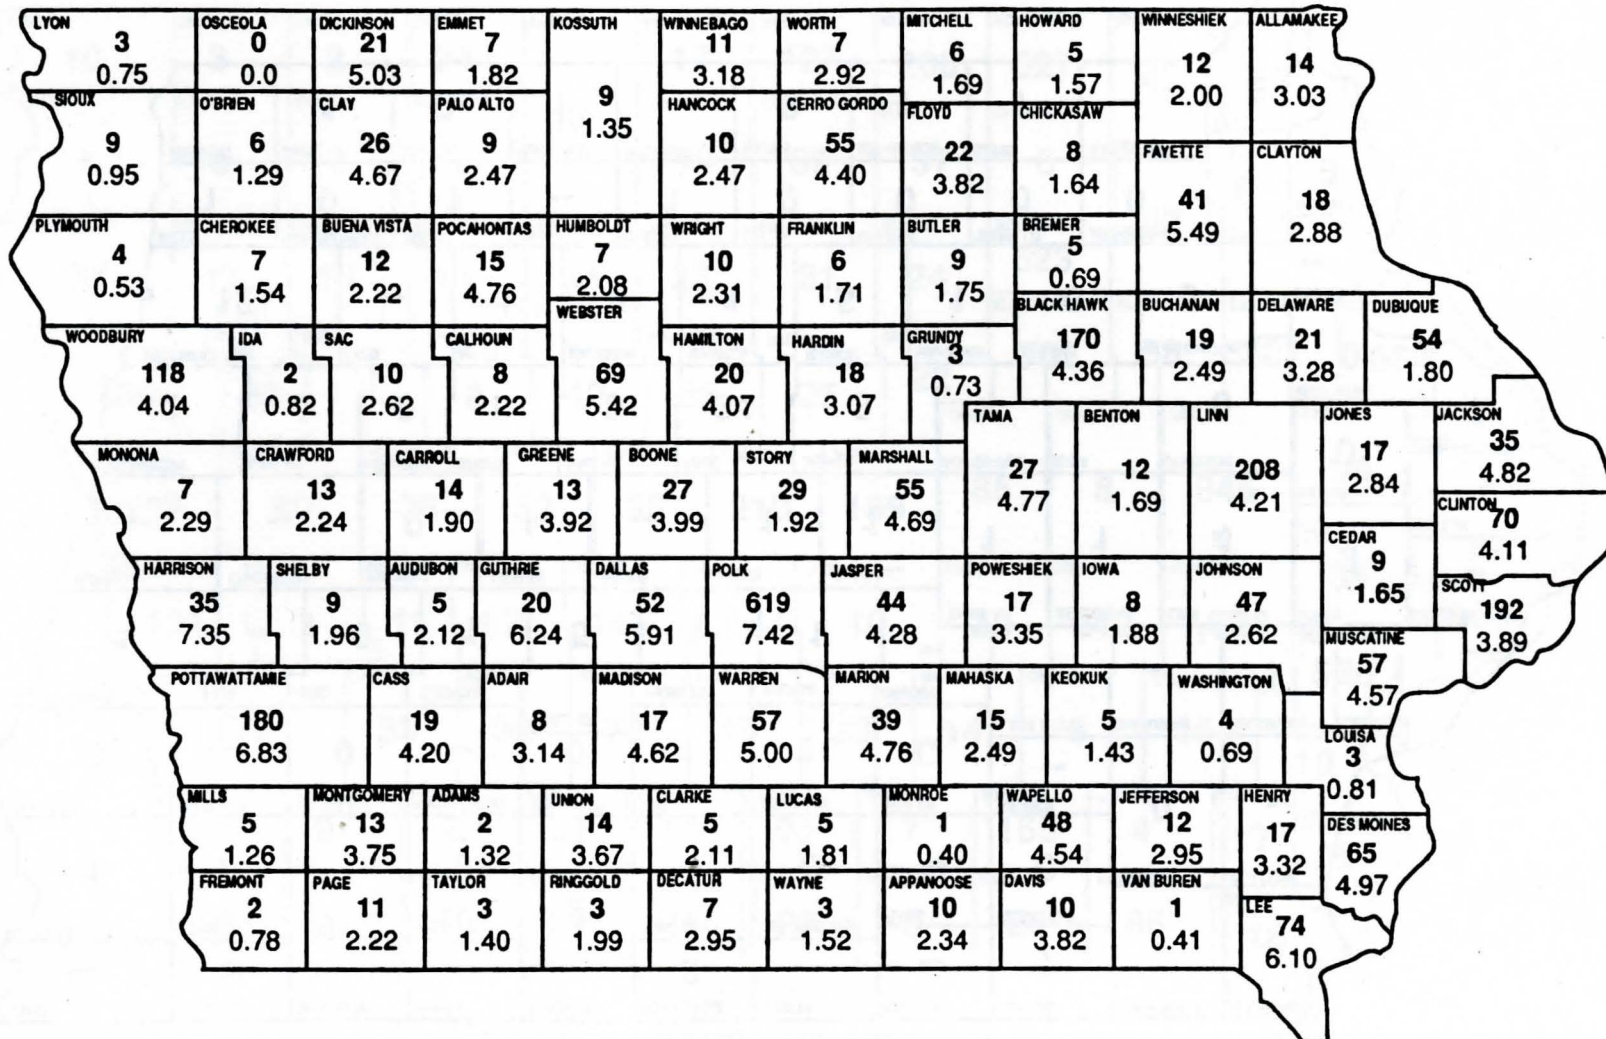 LYON
3
0.75
OSCEOLA
0
0.0
DICKINSON
21
5.03
EMMET
7
1.82
KOSSUTH
9
1.35
WINNEBAGO
11
3.18
WORTH
7
2.92
MITCHELL
6
1.69
HOWARD
5
1.57
WINNESHIEK
12
2.00
ALLAMAKEE
14
3.03
SIOUX
9
0.95
O'BRIEN
6
1.29
CLAY
26
4.67
PALO ALTO
9
2.47
HANCOCK
10
2.47
CERRO GORDO
55
4.40
FLOYD
22
3.82
CHICKASAW
8
1.64
FAYETTE
41
5.49
CLAYTON
18
2.88
PLYMOUTH
4
0.53
CHEROKEE
7
1.54
BUENA VISTA
12
2.22
POCAHONTAS
15
4.76
HUMBOLDT
7
2.08
WRIGHT
10
2.31
FRANKLIN
6
1.71
BUTLER
9
1.75
BREMER
5
0.69
WOODBURY
118
4.04
IDA
2
0.82
SAC
10
2.62
CALHOUN
8
2.22
WEBSTER
69
5.42
HAMILTON
20
4.07
HARDIN
18
3.07
GRUNDY
3
0.73
BLACK HAWK
170
4.36
BUCHANAN
19
2.49
DELAWARE
21
3.28
DUBUQUE
54
1.80
MONONA
7
2.29
CRAWFORD
13
2.24
CARROLL
14
1.90
GREENE
13
3.92
BOONE
27
3.99
STORY
29
1.92
MARSHALL
55
4.69
TAMA
27
4.77
BENTON
12
1.69
LINN
208
4.21
JONES
17
2.84
JACKSON
35
4.82
CLINTON
70
4.11
CEDAR
9
1.65
SCOTT
192
3.89
HARRISON
35
7.35
SHELBY
9
1.96
AUDUBON
5
2.12
GUTHRIE
20
6.24
DALLAS
52
5.91
POLK
619
7.42
JASPER
44
4.28
POWESHIEK
17
3.35
IOWA
8
1.88
JOHNSON
47
2.62
MUSCATINE
57
4.57
POTTAWATTAMIE
180
6.83
CASS
19
4.20
ADAIR
8
3.14
MADISON
17
4.62
WARREN
57
5.00
MARION
39
4.76
MAHASKA
15
2.49
KEOKUK
5
1.43
WASHINGTON
4
0.69
LOUISA
3
0.81
MILLS
5
1.26
MONTGOMERY
13
3.75
ADAMS
2
1.32
UNION
14
3.67
CLARKE
5
2.11
LUCAS
5
1.81
MONROE
1
0.40
WAPELLO
48
4.54
JEFFERSON
12
2.95
HENRY
17
3.32
DES MOINES
65
4.97
FREMONT
2
0.78
PAGE
11
2.22
TAYLOR
3
1.40
RINGGOLD
3
1.99
DECATUR
7
2.95
WAYNE
3
1.52
APPANOOSE
10
2.34
DAVIS
10
3.82
VAN BUREN
1
0.41
LEE
74
6.10